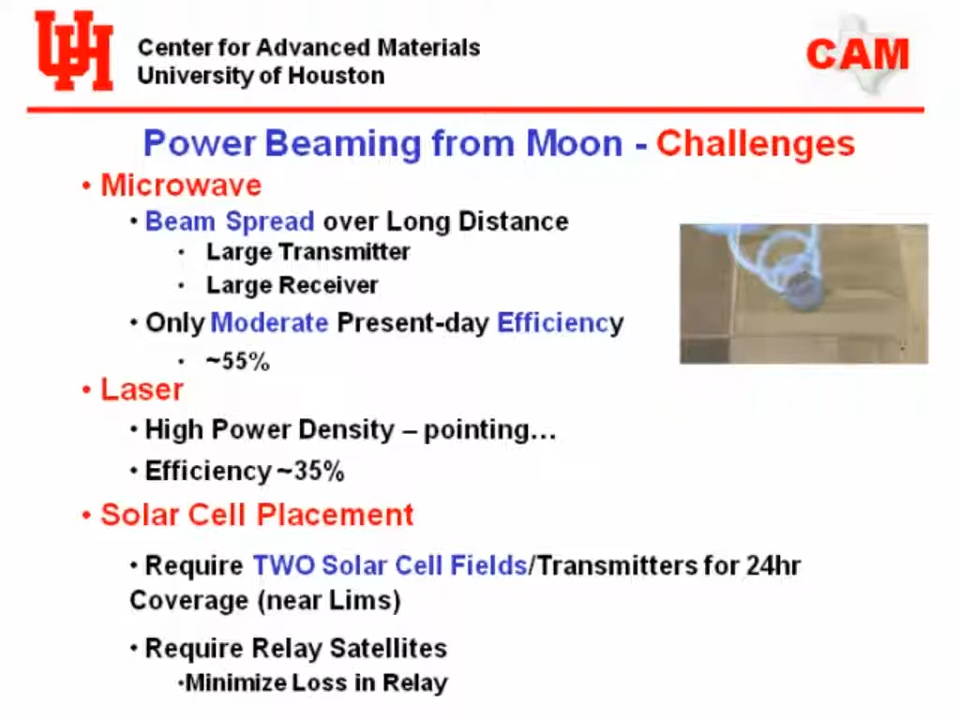 UH
Center for Advanced Materials
University of Houston
CAM
Power Beaming from Moon - Challenges
• Microwave
• Beam Spread over Long Distance
• Large Transmitter
• Large Receiver
• Only Moderate Present-day Efficiency
• ~55%
• Laser
• High Power Density – pointing…
• Efficiency ~35%
• Solar Cell Placement
• Require TWO Solar Cell Fields/Transmitters for 24hr
Coverage (near Lims)
• Require Relay Satellites
•Minimize Loss in Relay